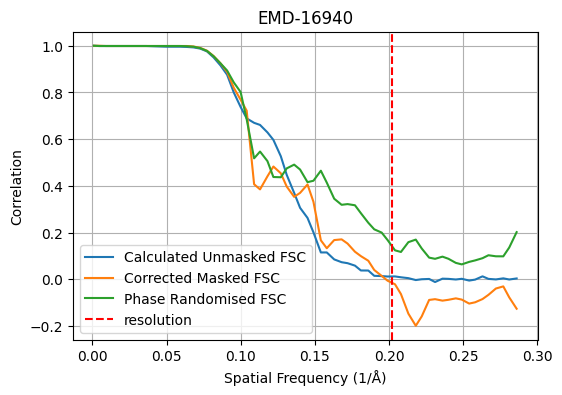 EMD-16940
1.0
0.8
0.6
0.4
0.2
0.0
−0.2
Correlation
Calculated Unmasked FSC
Corrected Masked FSC
Phase Randomised FSC
resolution
0.00 0.05 0.10 0.15 0.20 0.25 0.30
Spatial Frequency (1/Å)